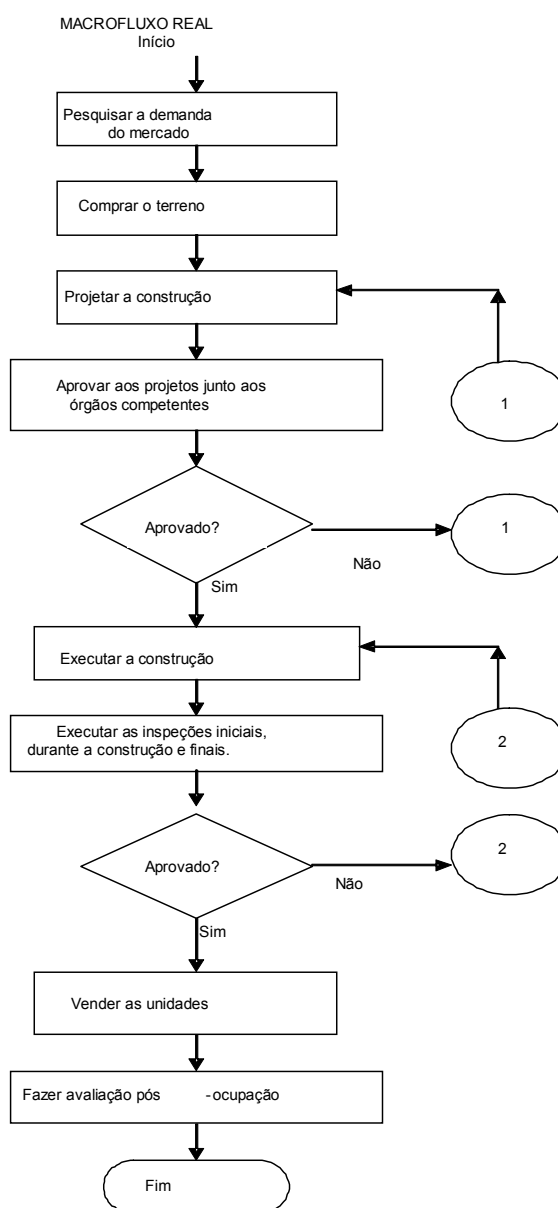 MACROFLUXO REAL
Início
Pesquisar a demanda
do mercado
Comprar o terreno
Projetar a construção
Aprovar aos projetos junto aos
órgãos competentes
1
Aprovado?
1
Não
Sim
Executar a construção
Executar as inspeções iniciais,
durante a construção e finais.
2
Aprovado?
2
Não
Sim
Vender as unidades
Fazer avaliação pós -ocupação
Fim